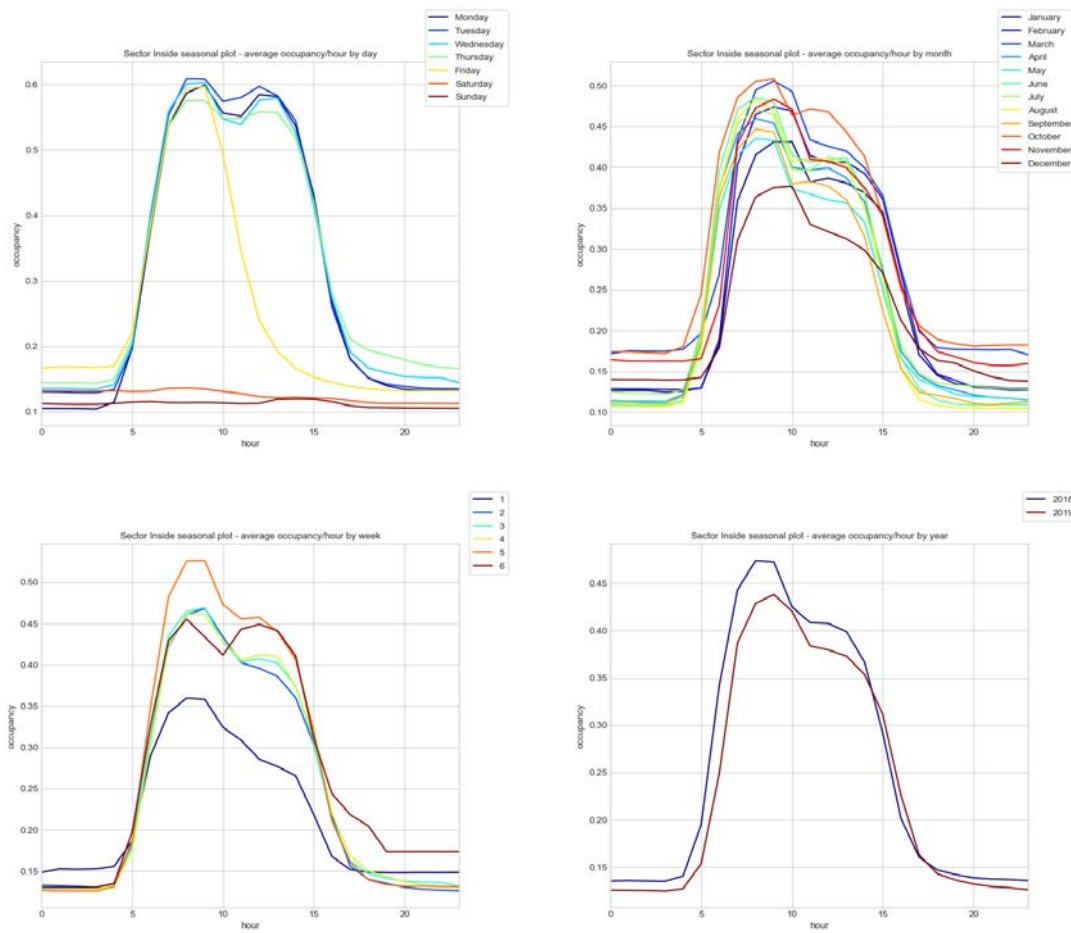 Monday
Tuesday
Wednesday
Thursday
Friday
Saturday
Sunday
Sector Inside seasonal plot - average occupancy/hour by day
occupancy
0.6
0.5
0.4
0.3
0.2
0.1
0 5 10 15 20
hour
January
February
March
April
May
June
July
August
September
October
November
December
Sector Inside seasonal plot - average occupancy/hour by month
occupancy
0.50
0.45
0.40
0.35
0.30
0.25
0.20
0.15
0.10
0 5 10 15 20
hour
1
2
3
4
5
6
Sector Inside seasonal plot - average occupancy/hour by week
occupancy
0.50
0.45
0.40
0.35
0.30
0.25
0.20
0.15
0 5 10 15 20
hour
2018
2019
Sector Inside seasonal plot - average occupancy/hour by year
occupancy
0.45
0.40
0.35
0.30
0.25
0.20
0.15
0 5 10 15 20
hour